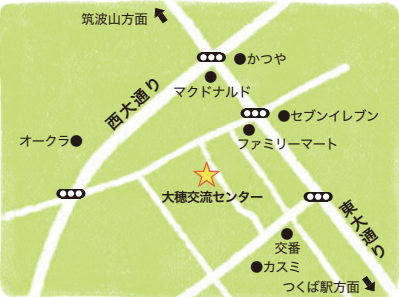 筑波山方面
かつや
マクドナルド
西大通り
セブンイレブン
オークラ
ファミリーマート
大穂交流センター
東大通り
交番
カスミ
つくば駅方面